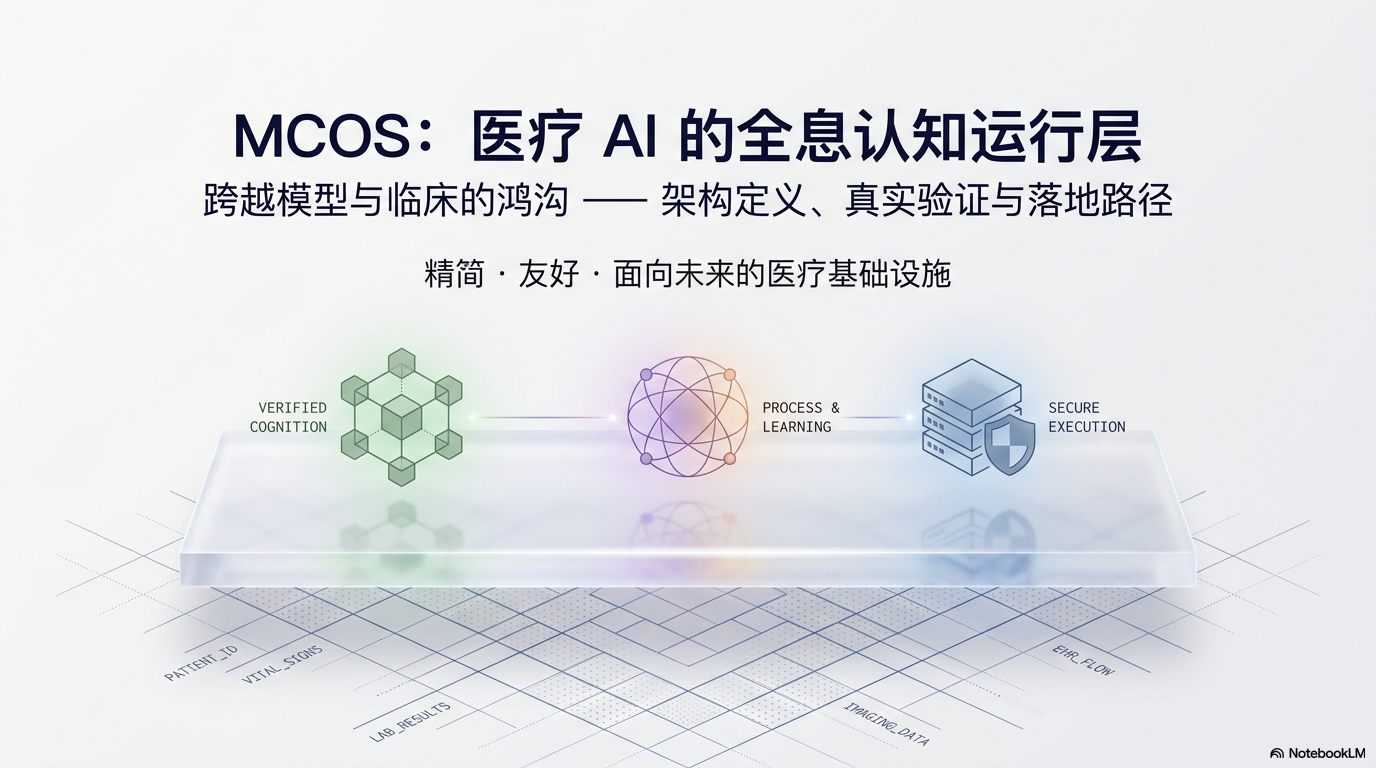 MCOS：医疗 AI 的全息认知运行层
跨越模型与临床的鸿沟 —— 架构定义、真实验证与落地路径
精简 · 友好 · 面向未来的医疗基础设施
VERIFIED
COGNITION
PROCESS &
LEARNING
SECURE
EXECUTION
PATIENT_ID
VITAL_SIGNS
LAB_RESULTS
EHR_FLOW
IMAGING_DATA
NotebookLM